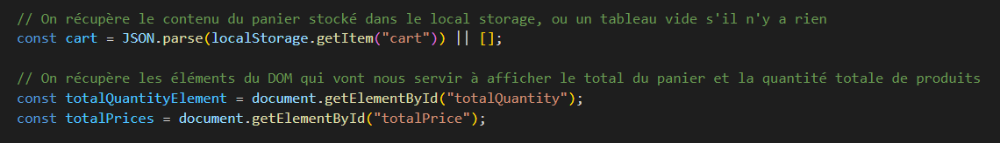 // On récupère le contenu du panier stocké dans le local storage, ou un tableau vide s'il n'y a rien
const cart = JSON.parse(localStorage.getItem("cart")) || [];
// On récupère les éléments du DOM qui vont nous servir à afficher le total du panier et la quantité totale de produits
const totalQuantityElement = document.getElementById("totalQuantity");
const totalPrices = document.getElementById("totalPrice");